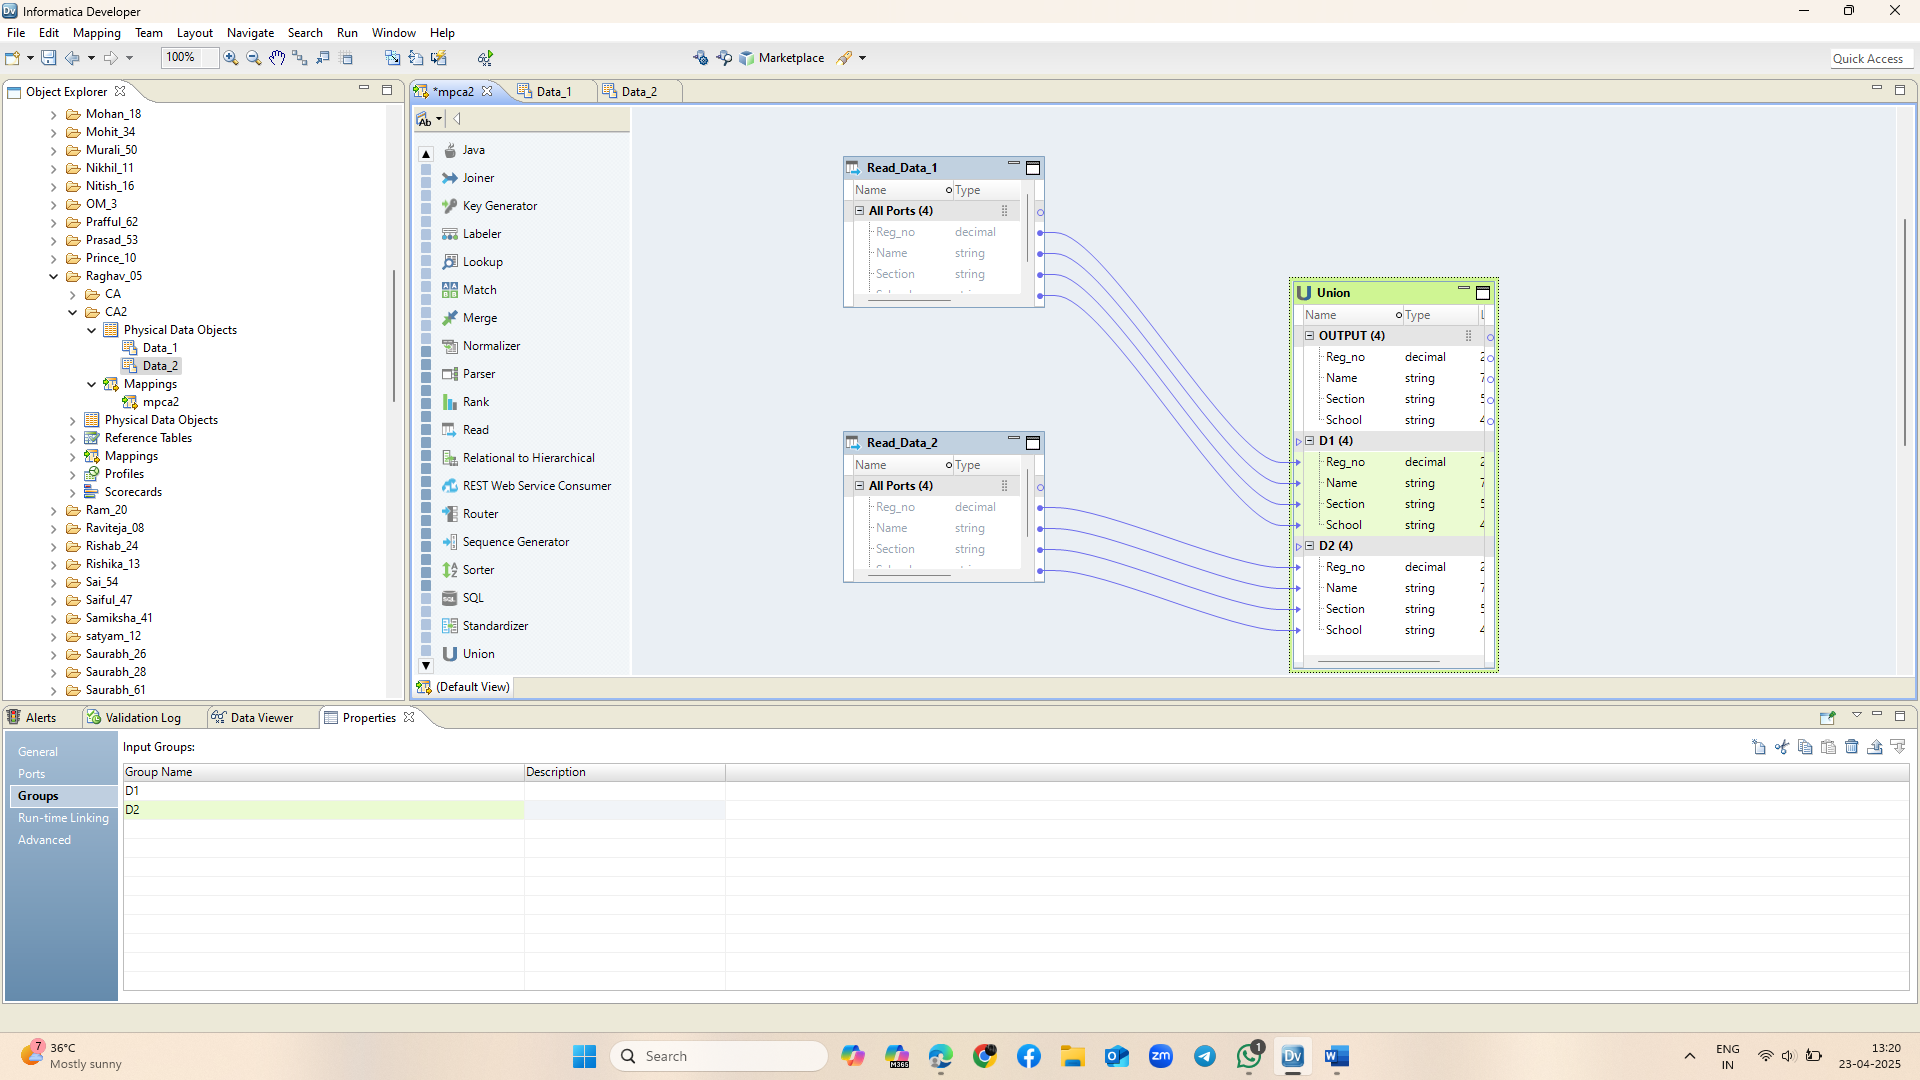 Informatica Developer
File Edit Mapping Team Layout Navigate Search Run Window Help
100% Marketplace Quick Access
Object Explorer
Mohan_18
Mohit_34
Murali_50
Nikhil_11
Nitish_16
OM_3
Prafful_62
Prasad_53
Prince_10
Raghav_05
CA
CA2
Physical Data Objects
Data_1
Data_2
Mappings
mpca2
Physical Data Objects
Reference Tables
Mappings
Profiles
Scorecards
Ram_20
Raviteja_08
Rishab_24
Rishika_13
Sai_54
Saiful_47
Samiksha_41
satyam_12
Saurabh_26
Saurabh_28
Saurabh_61
*mpca2 Data_1 Data_2
Ab
Java
Joiner
Key Generator
Labeler
Lookup
Match
Merge
Normalizer
Parser
Rank
Read
Relational to Hierarchical
REST Web Service Consumer
Router
Sequence Generator
Sorter
SQL
Standardizer
Union
Read_Data_1
Name Type
All Ports (4)
Reg_no decimal
Name string
Section string
Read_Data_2
Name Type
All Ports (4)
Reg_no decimal
Name string
Section string
Union
Name Type
OUTPUT (4)
Reg_no decimal
Name string
Section string
School string
D1 (4)
Reg_no decimal
Name string
Section string
School string
D2 (4)
Reg_no decimal
Name string
Section string
School string
(Default View)
Alerts Validation Log Data Viewer Properties
General
Ports
Groups
Run-time Linking
Advanced
Input Groups:
Group Name Description
D1
D2
7
36°C
Mostly sunny
Search
M365
zm
1
Dv
W
ENG
IN
13:20
23-04-2025